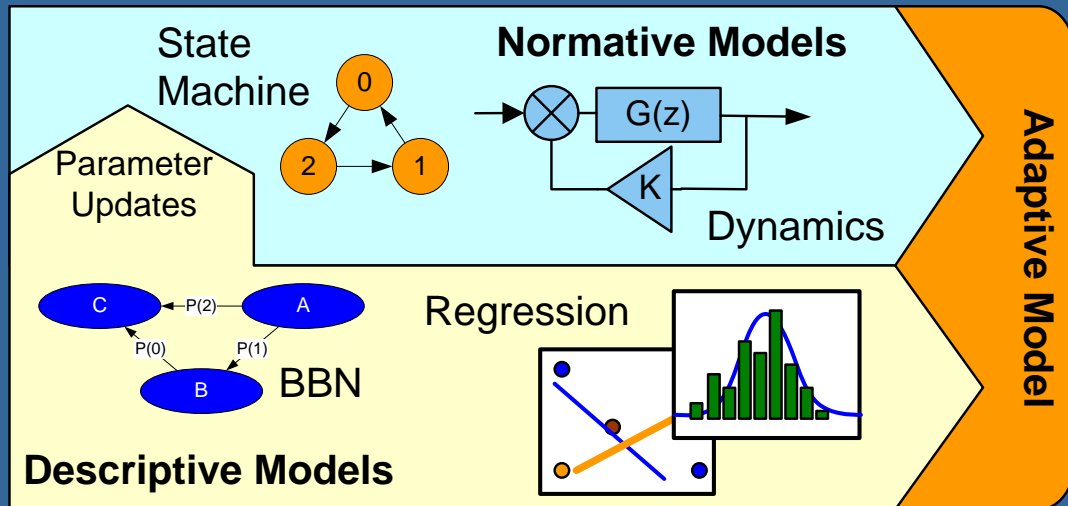 State
Machine
0
2
1
Normative Models
G(z)
K
Dynamics
Parameter
Updates
C
P(2)
A
P(0)
P(1)
B
BBN
Regression
Descriptive Models
Adaptive Model